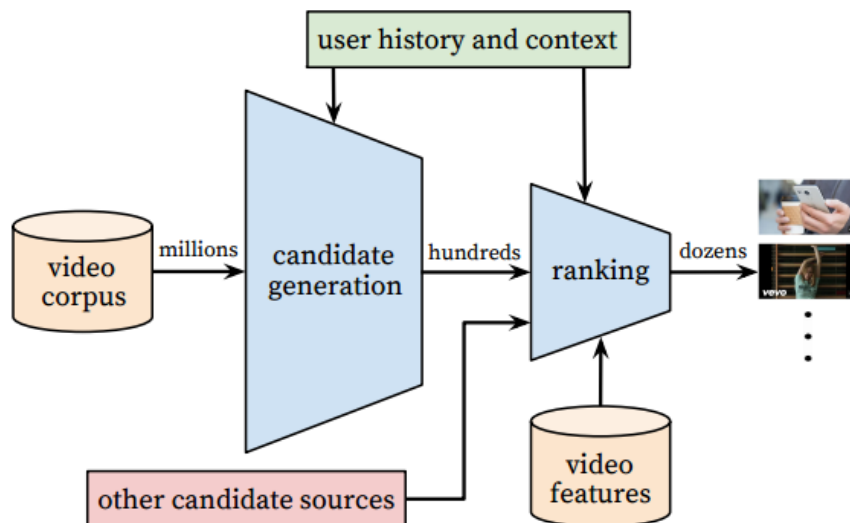 user history and context
millions
video
corpus
candidate
generation
hundreds
ranking
dozens
vevo
other candidate sources
video
features